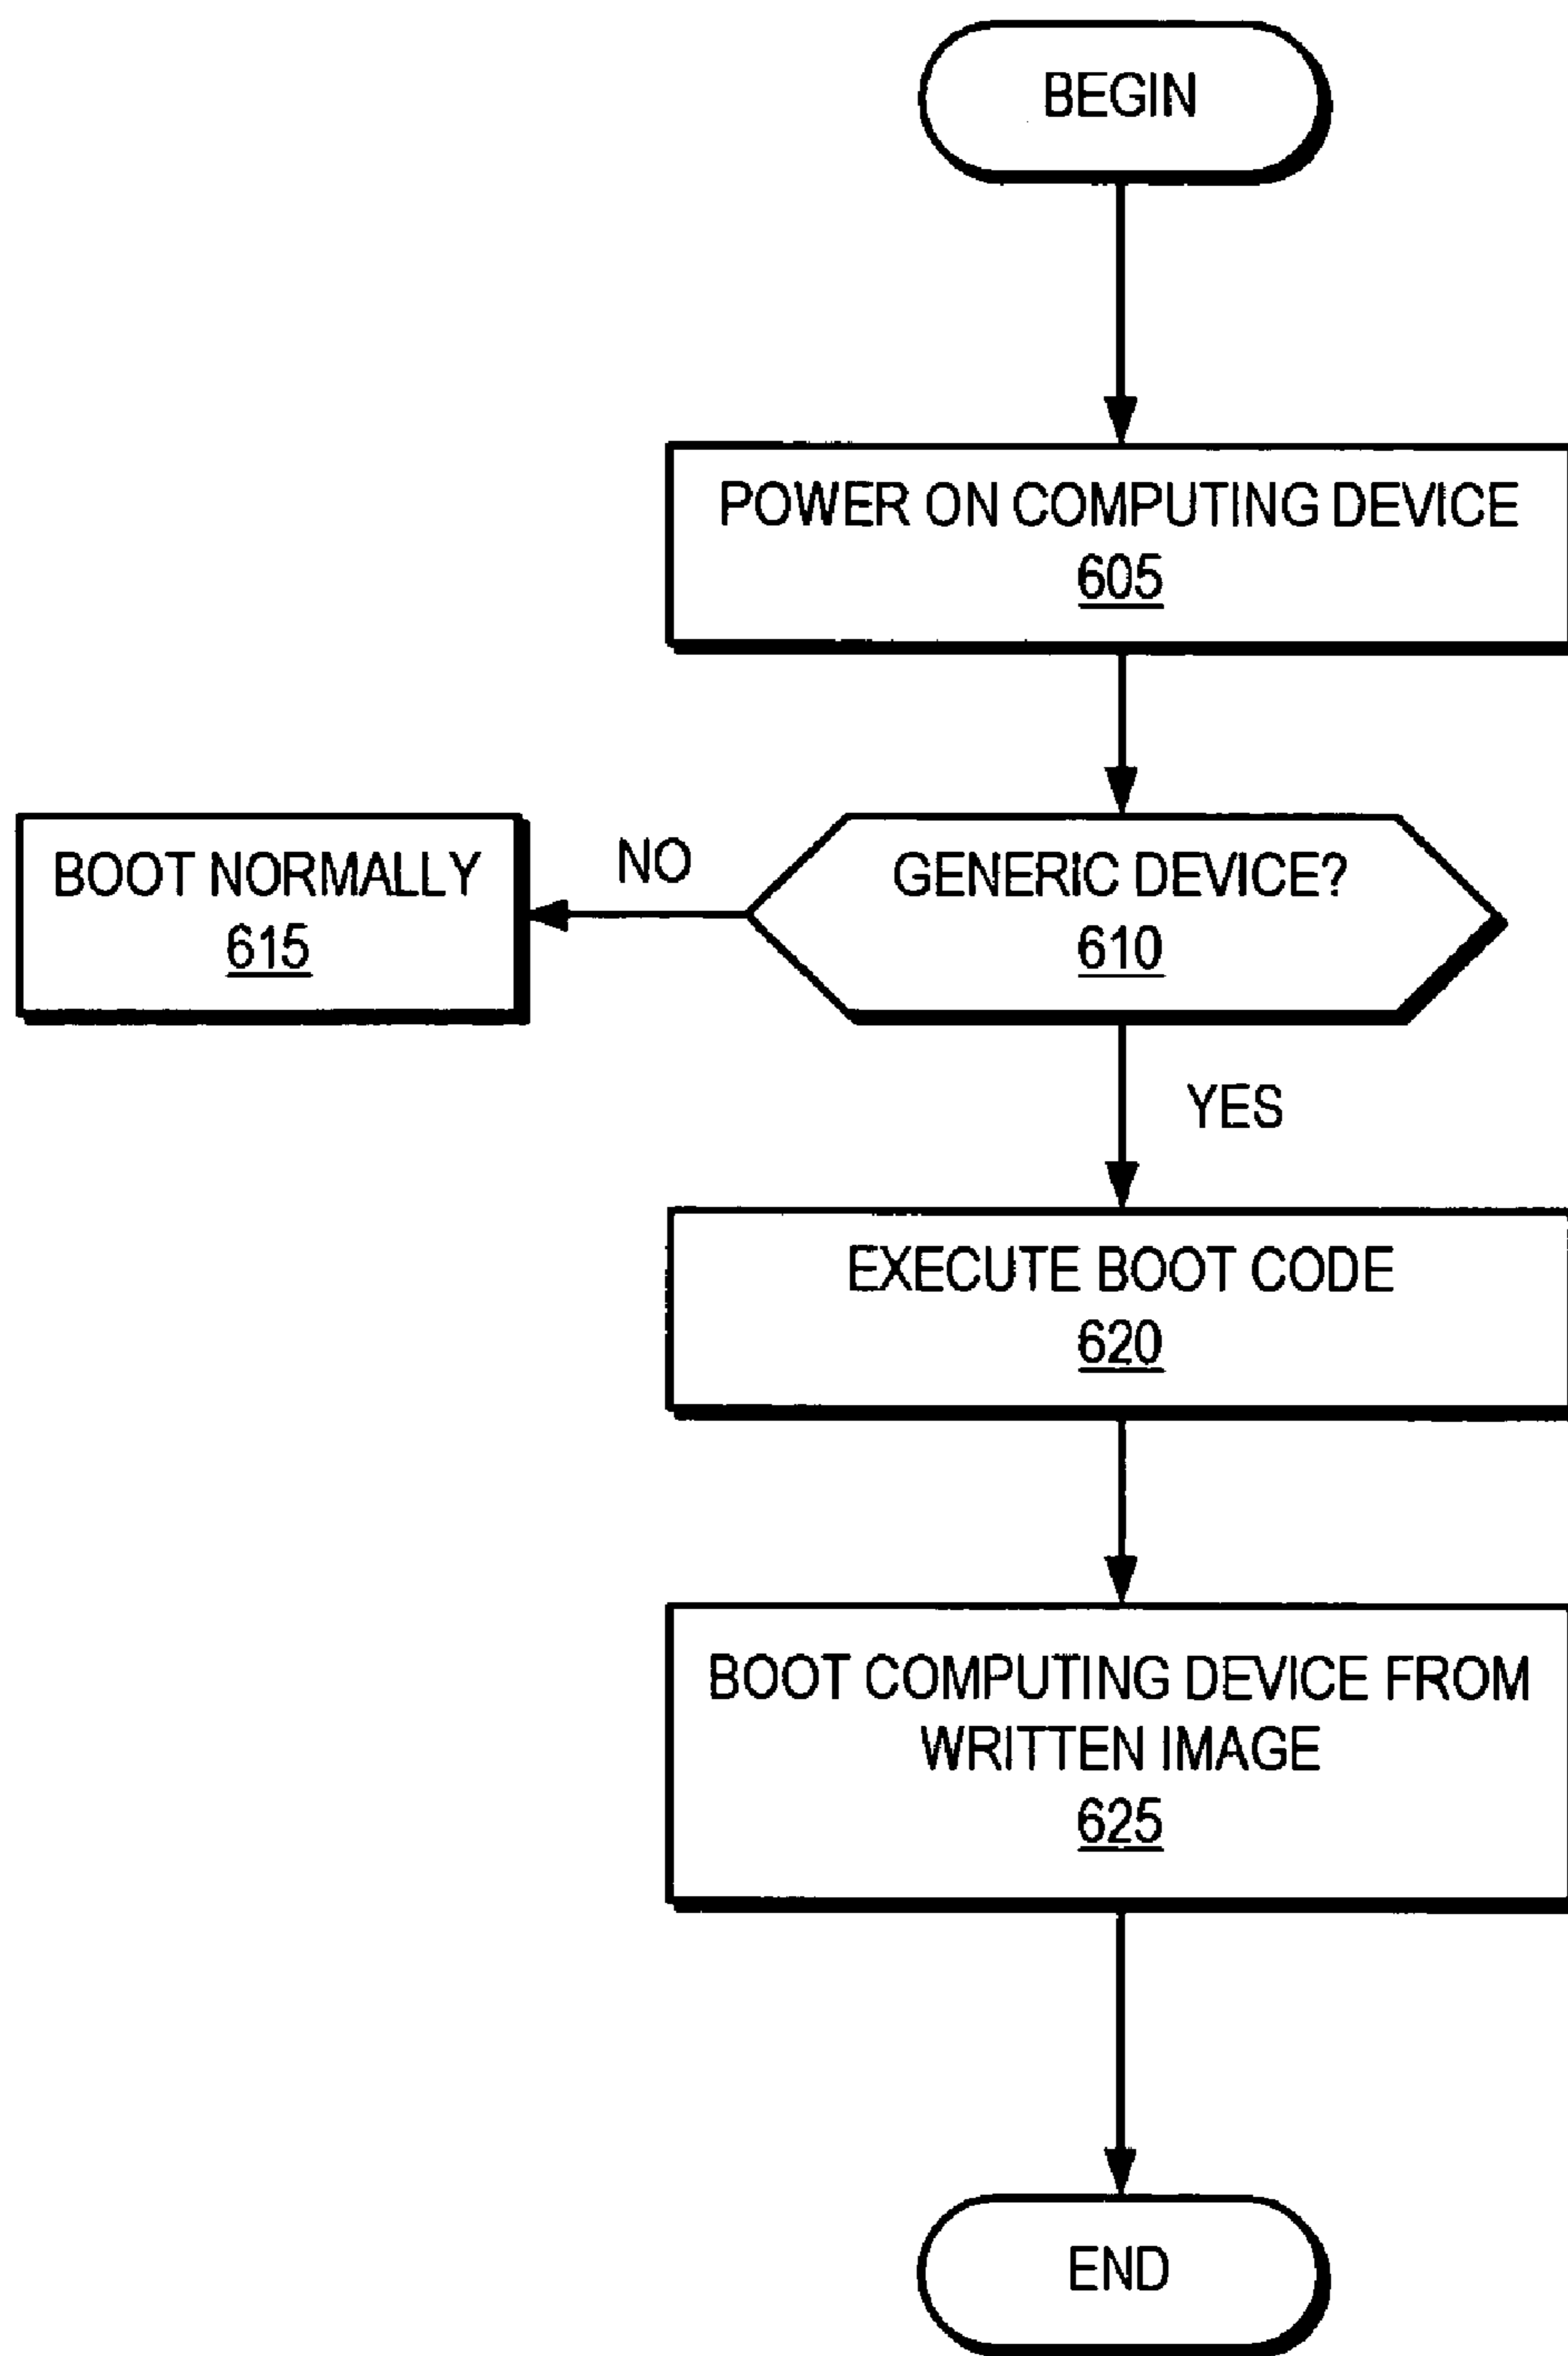 BEGIN
POWER ON COMPUTING DEVICE
605
GENERIC DEVICE?
610
NO
BOOT NORMALLY
615
YES
EXECUTE BOOT CODE
620
BOOT COMPUTING DEVICE FROM
WRITTEN IMAGE
625
END